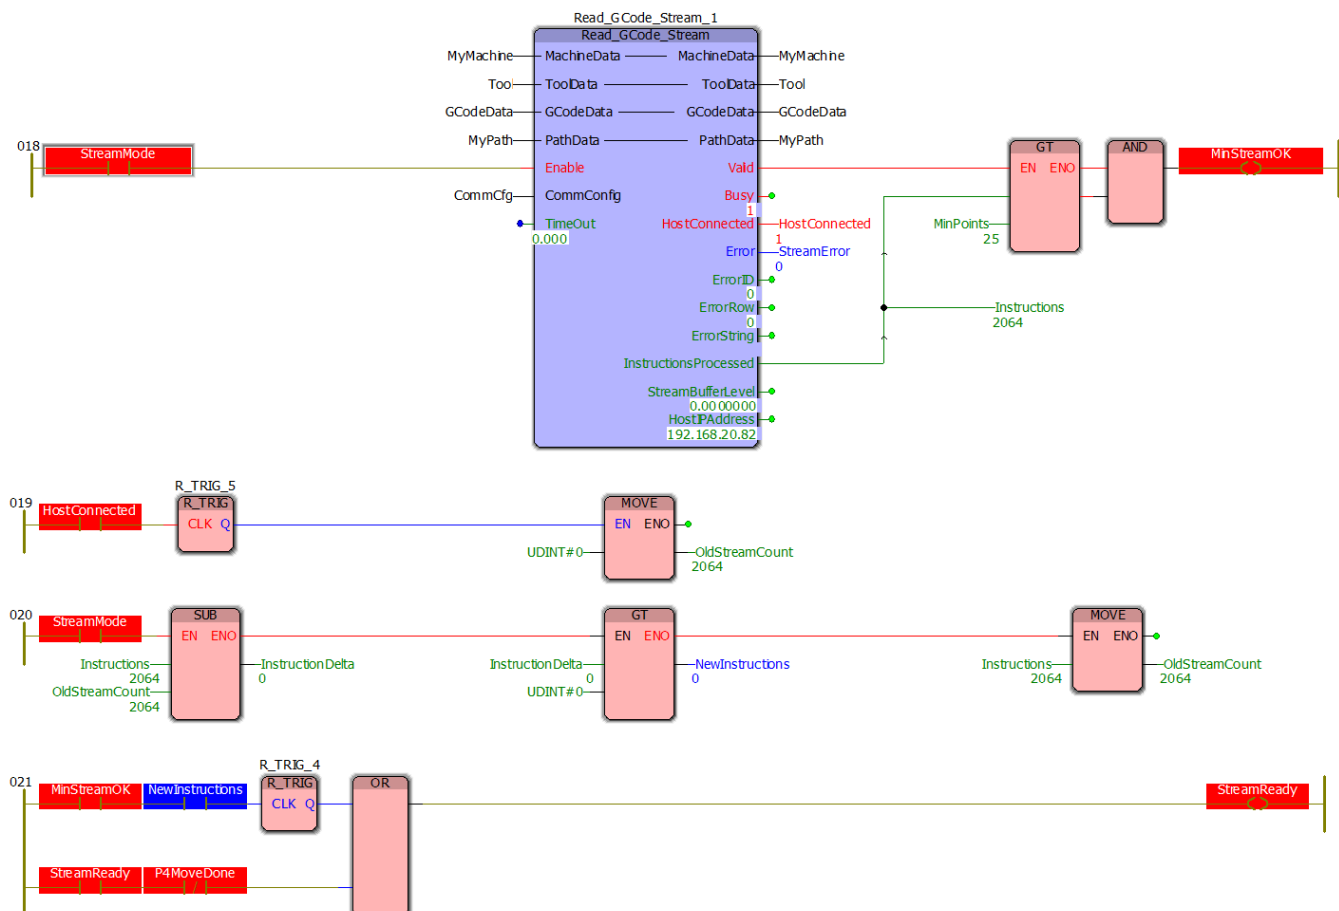 Read_GCode_Stream_1
Read_GCode_Stream
MyMachine MachineData MachineData MyMachine
Tool ToolData ToolData Tool
GCodeData GCodeData GCodeData GCodeData
MyPath PathData PathData MyPath
018 StreamMode Enable Valid GT EN ENO AND MinStreamOK
CommCfg CommConfig Busy
1
TimeOut HostConnected HostConnected MinPoints
0.000 1 25
Error StreamError
0
ErrorID
0
ErrorRow Instructions
0 2064
ErrorString
InstructionsProcessed
StreamBufferLevel
0.0000000
HostIPAddress
192.168.20.82
R_TRIG_5
019 HostConnected R_TRIG MOVE
CLK Q EN ENO
UDINT#0 OldStreamCount
2064
020 StreamMode SUB GT MOVE
EN ENO EN ENO EN ENO
Instructions InstructionDelta InstructionDelta NewInstructions Instructions OldStreamCount
2064 0 0 0 2064 2064
OldStreamCount UDINT#0
2064
R_TRIG_4
021 MinStreamOK NewInstructions R_TRIG OR StreamReady
CLK Q
StreamReady P4MoveDone